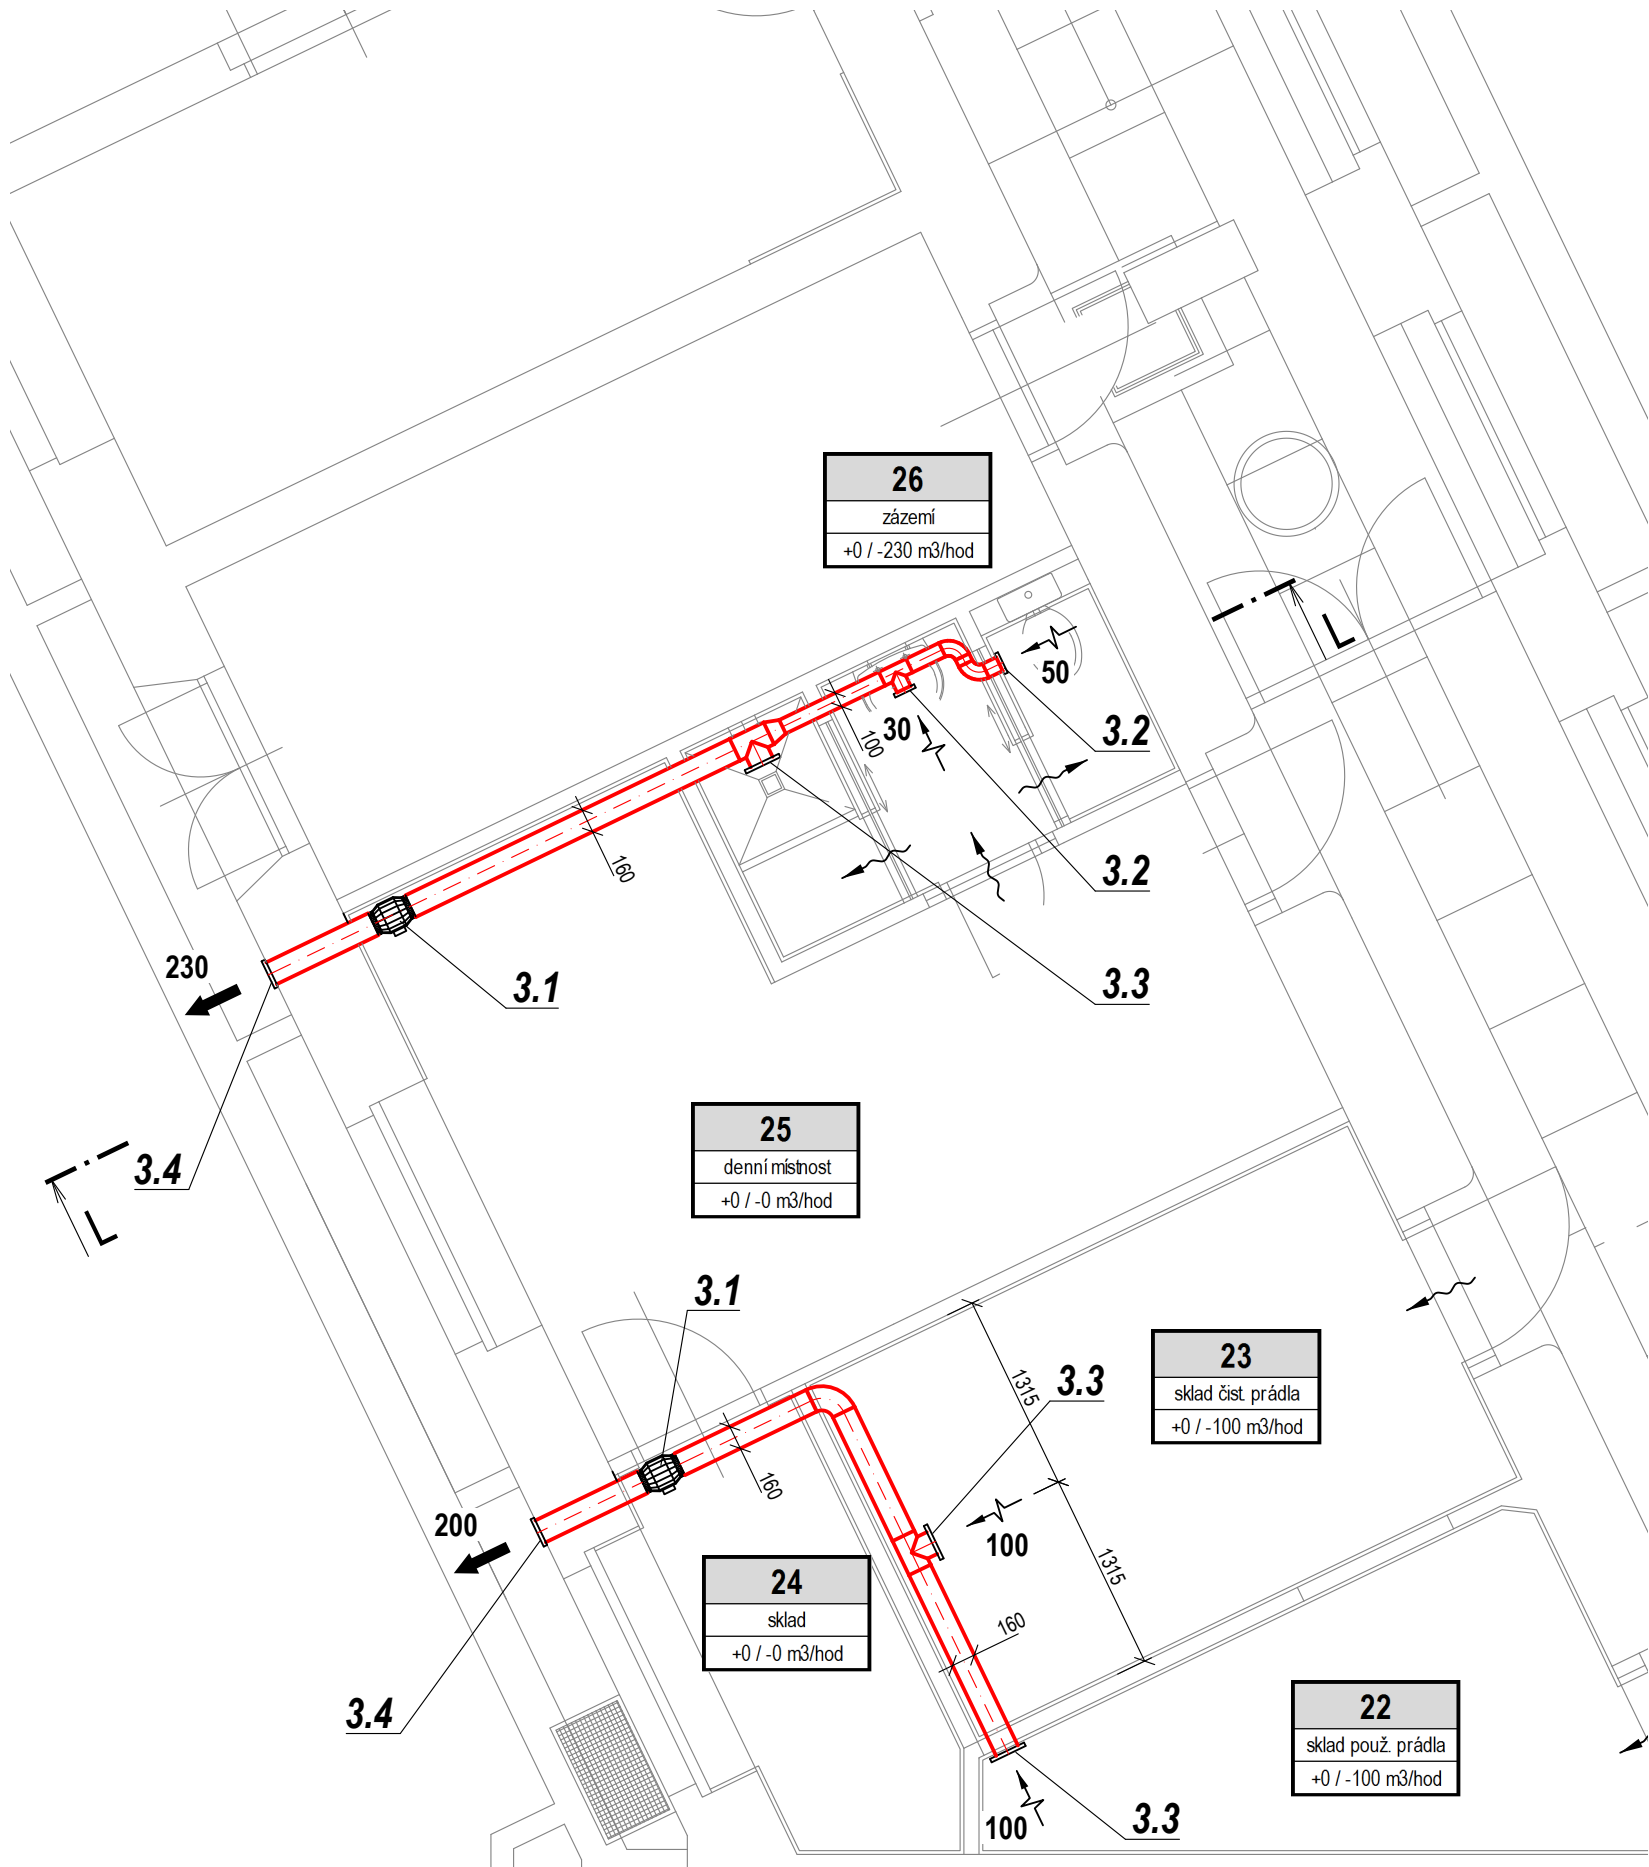 26
zázemí
+0 / -230 m3/hod
50
3.2
30
100
160
3.2
3.3
230
3.1
L
3.4
L
25
denní místnost
+0 / -0 m3/hod
3.1
23
sklad čist. prádla
+0 / -100 m3/hod
1315
3.3
160
200
100
1315
24
sklad
+0 / -0 m3/hod
160
3.4
22
sklad použ. prádla
+0 / -100 m3/hod
100
3.3